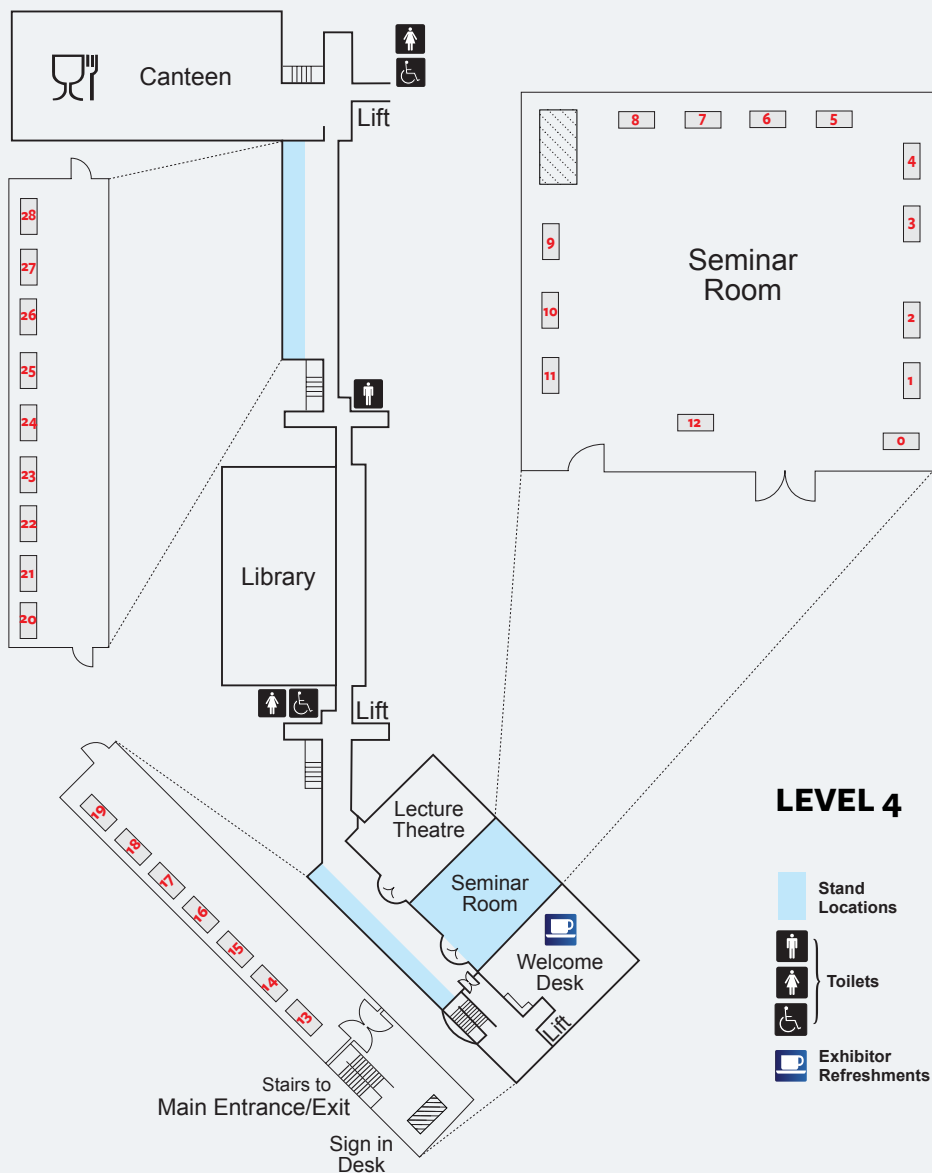 Canteen
Lift
8
7
6
5
4
3
2
1
0
9
10
11
12
Seminar
Room
28
27
26
25
24
23
22
21
20
Library
Lift
19
18
17
16
15
14
13
Lecture
Theatre
Seminar
Room
Welcome
Desk
Lift
Stairs to
Main Entrance/Exit
Sign in
Desk
LEVEL 4
Stand
Locations
Toilets
Exhibitor
Refreshments